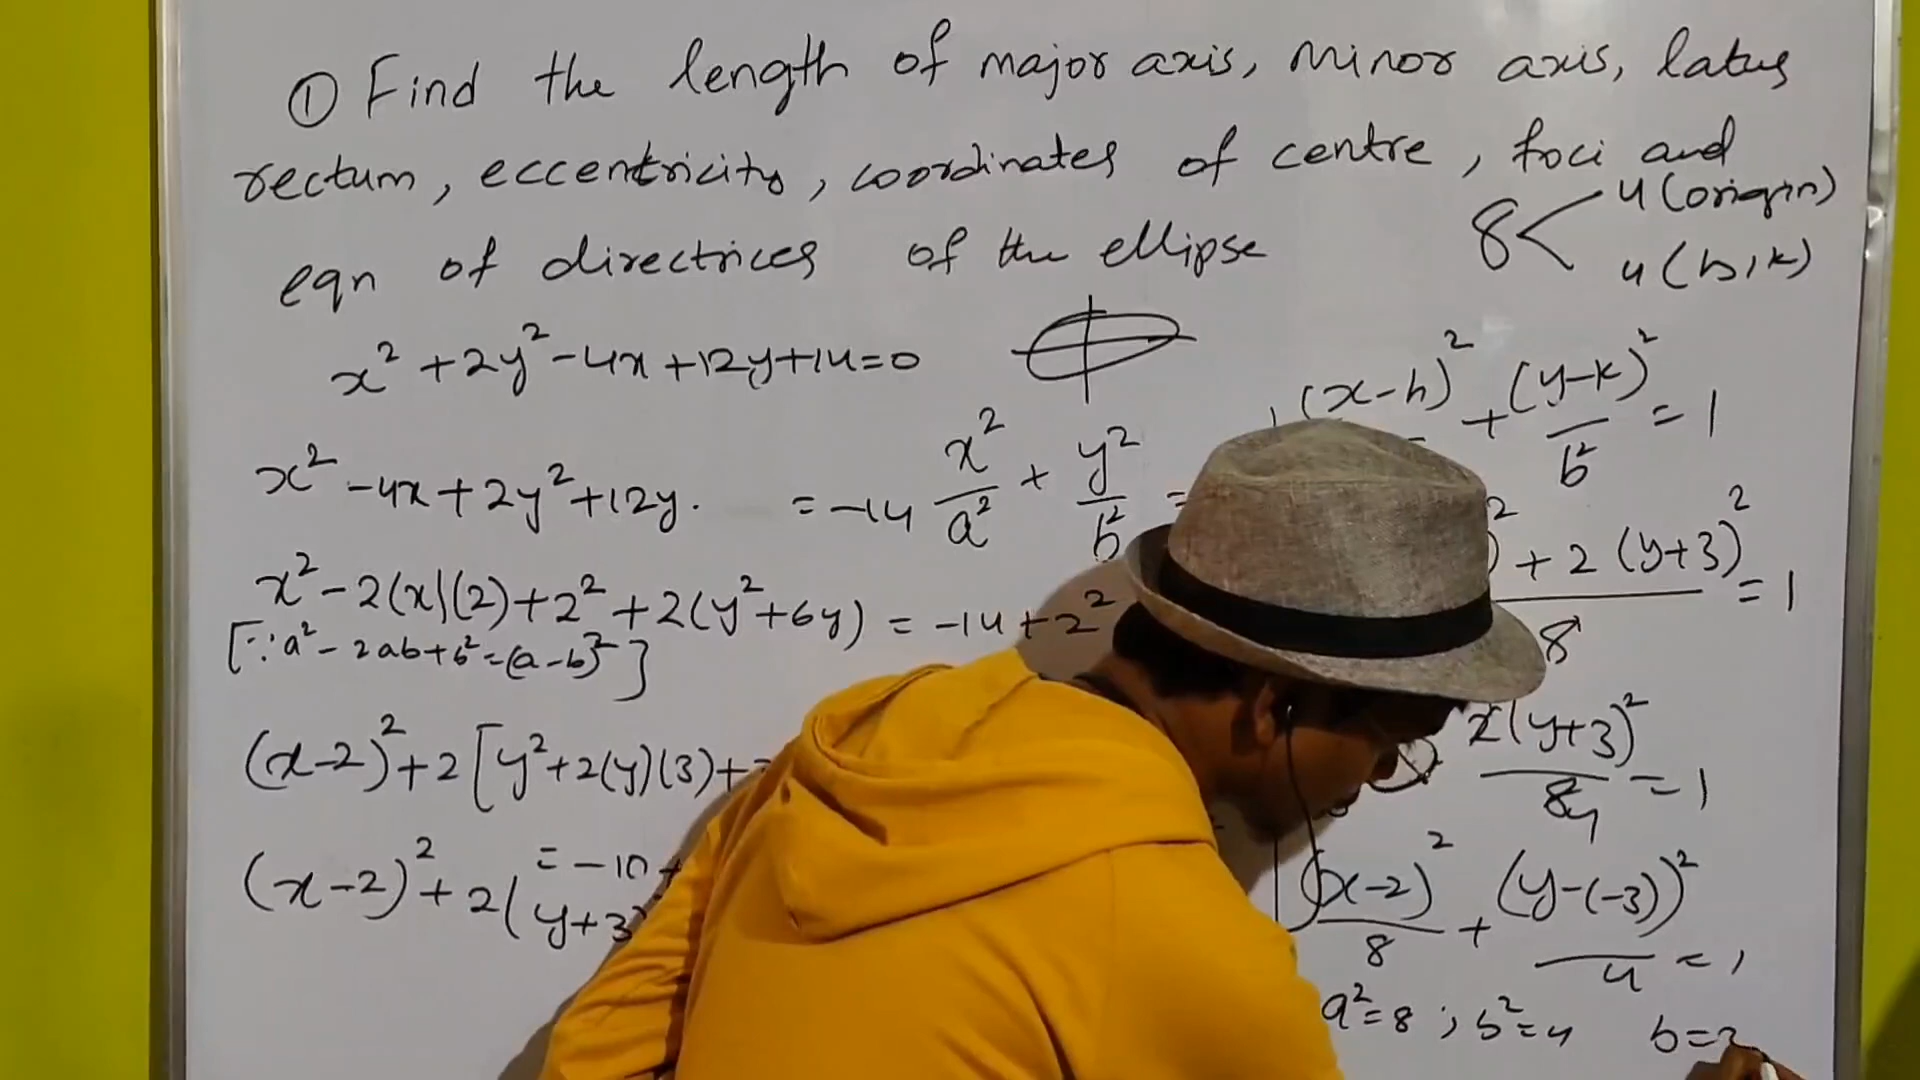 ① Find the length of major axis, minor axis, latus
rectum, eccentricity, coordinates of centre, foci and
eqn of directrices of the ellipse
8 < 4 (origin)
4 (h, k)
x² + 2y² - 4x + 12y + 14 = 0
x² - 4x + 2y² + 12y. = -14
x² - 2(x)(2) + 2² + 2(y² + 6y) = -14 + 2²
[∵ a² - 2ab + b² = (a-b)²]
(x-2)² + 2[y² + 2(y)(3) +
= -10 +
(x-2)² + 2(y+3)
x²/a² + y²/b² =
(x-h)² + (y-k)²/b² = 1
² + 2(y+3)²/8 = 1
2(y+3)²/8 4 = 1
(x-2)²/8 + (y-(-3))²/4 = 1
a² = 8 ; b² = 4 b =